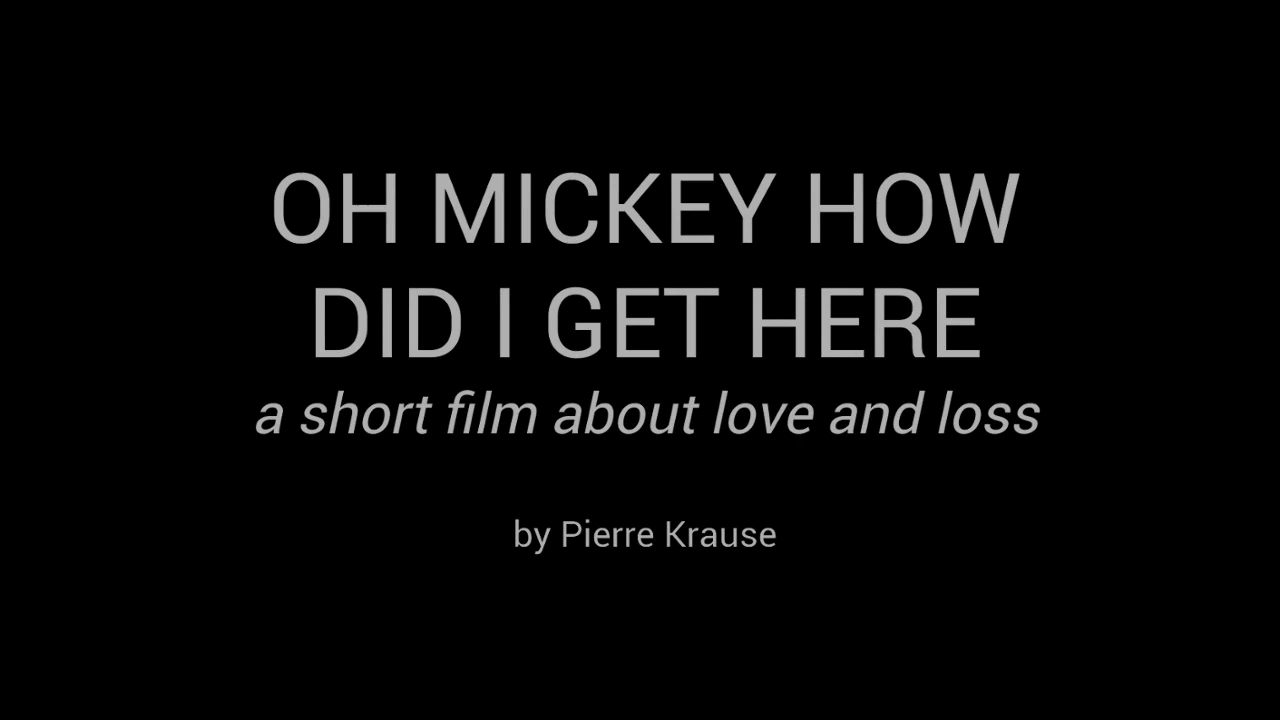 OH MICKEY HOW
DID I GET HERE
a short film about love and loss
by Pierre Krause